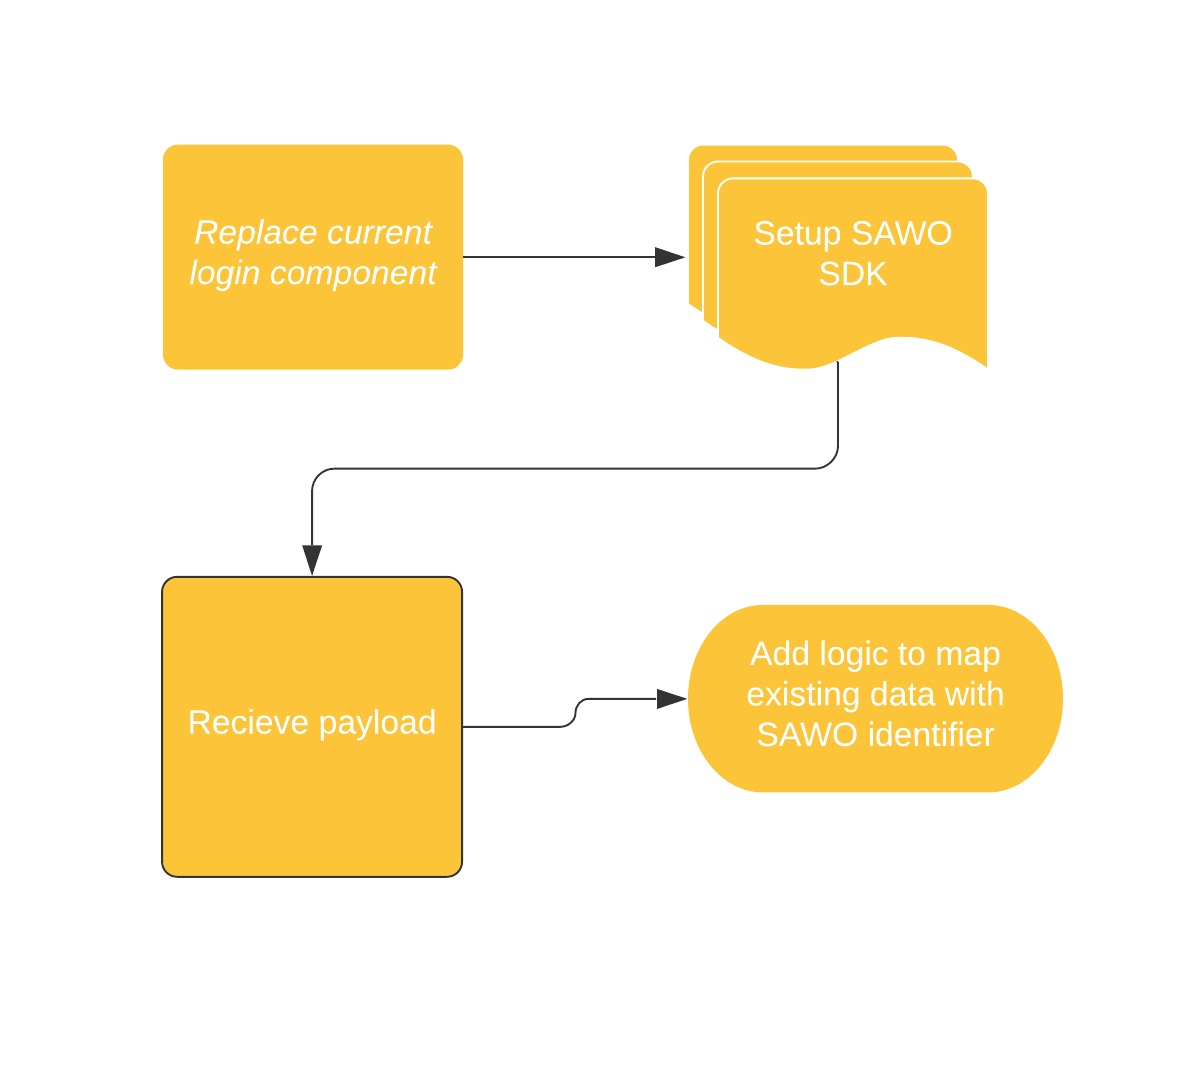 Replace current
login component
Setup SAWO
SDK
Recieve payload
Add logic to map
existing data with
SAWO identifier